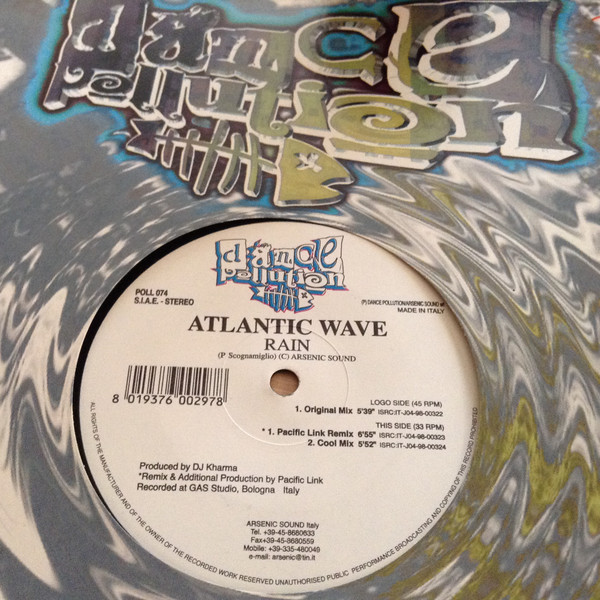 dance
pollution
dance
pollution
POLL 074
S.I.A.E. - STEREO
(P) DANCE POLLUTION/ARSENIC SOUND srl
MADE IN ITALY
ATLANTIC WAVE
RAIN
(P Scognamiglio) (C) ARSENIC SOUND
8 019376 002978
LOGO SIDE (45 RPM)
1. Original Mix 5'39" ISRC:IT-J04-98-00322
THIS SIDE (33 RPM)
* 1. Pacific Link Remix 6'55" ISRC:IT-J04-98-00323
2. Cool Mix 5'52" ISRC:IT-J04-98-00324
Produced by DJ Kharma
*Remix & Additional Production by Pacific Link
Recorded at GAS Studio, Bologna Italy
ARSENIC SOUND Italy
Tel. +39-45-8680633
Fax+39-45-8680559
Mobile: +39-335-480049
e-mail: arsenic@tin.it
ALL RIGHTS OF THE MANUFACTURER AND OF THE OWNER OF THE RECORDED WORK RESERVED UNAUTHORISED PUBLIC PERFORMANCE BROADCASTING AND COPYING OF THIS RECORD PROHIBITED